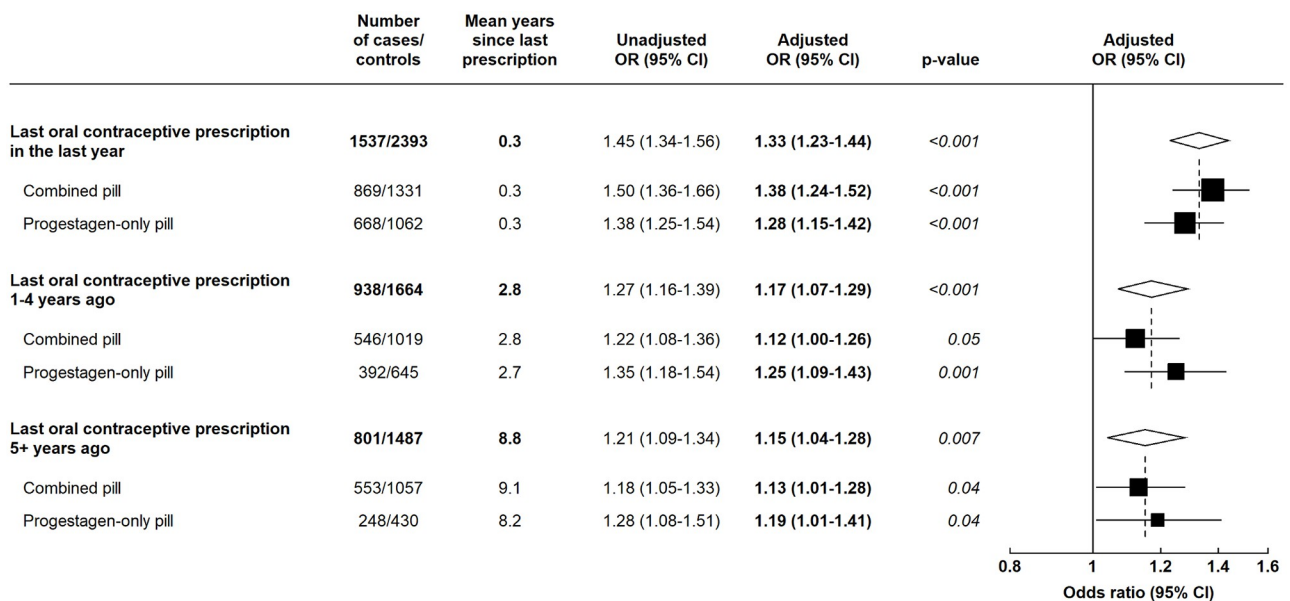 Number of cases/ controls
Mean years since last prescription
Unadjusted OR (95% CI)
Adjusted OR (95% CI)
p-value
Adjusted OR (95% CI)
Last oral contraceptive prescription
in the last year 1537/2393 0.3 1.45 (1.34-1.56) 1.33 (1.23-1.44) <0.001
Combined pill 869/1331 0.3 1.50 (1.36-1.66) 1.38 (1.24-1.52) <0.001
Progestagen-only pill 668/1062 0.3 1.38 (1.25-1.54) 1.28 (1.15-1.42) <0.001
Last oral contraceptive prescription
1-4 years ago 938/1664 2.8 1.27 (1.16-1.39) 1.17 (1.07-1.29) <0.001
Combined pill 546/1019 2.8 1.22 (1.08-1.36) 1.12 (1.00-1.26) 0.05
Progestagen-only pill 392/645 2.7 1.35 (1.18-1.54) 1.25 (1.09-1.43) 0.001
Last oral contraceptive prescription
5+ years ago 801/1487 8.8 1.21 (1.09-1.34) 1.15 (1.04-1.28) 0.007
Combined pill 553/1057 9.1 1.18 (1.05-1.33) 1.13 (1.01-1.28) 0.04
Progestagen-only pill 248/430 8.2 1.28 (1.08-1.51) 1.19 (1.01-1.41) 0.04
0.8 1 1.2 1.4 1.6
Odds ratio (95% CI)